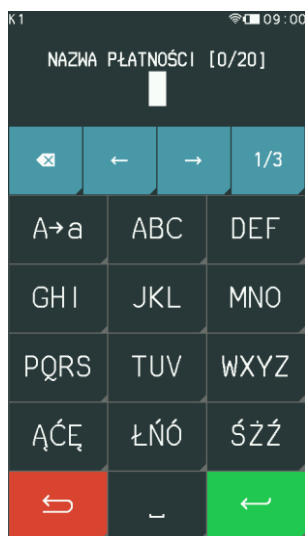 K1 09:00
NAZWA PŁATNOŚCI [0/20]
← → 1/3
A→a ABC DEF
GHI JKL MNO
PQRS TUV WXYZ
ĄĆĘ ŁŃÓ ŚŻŹ